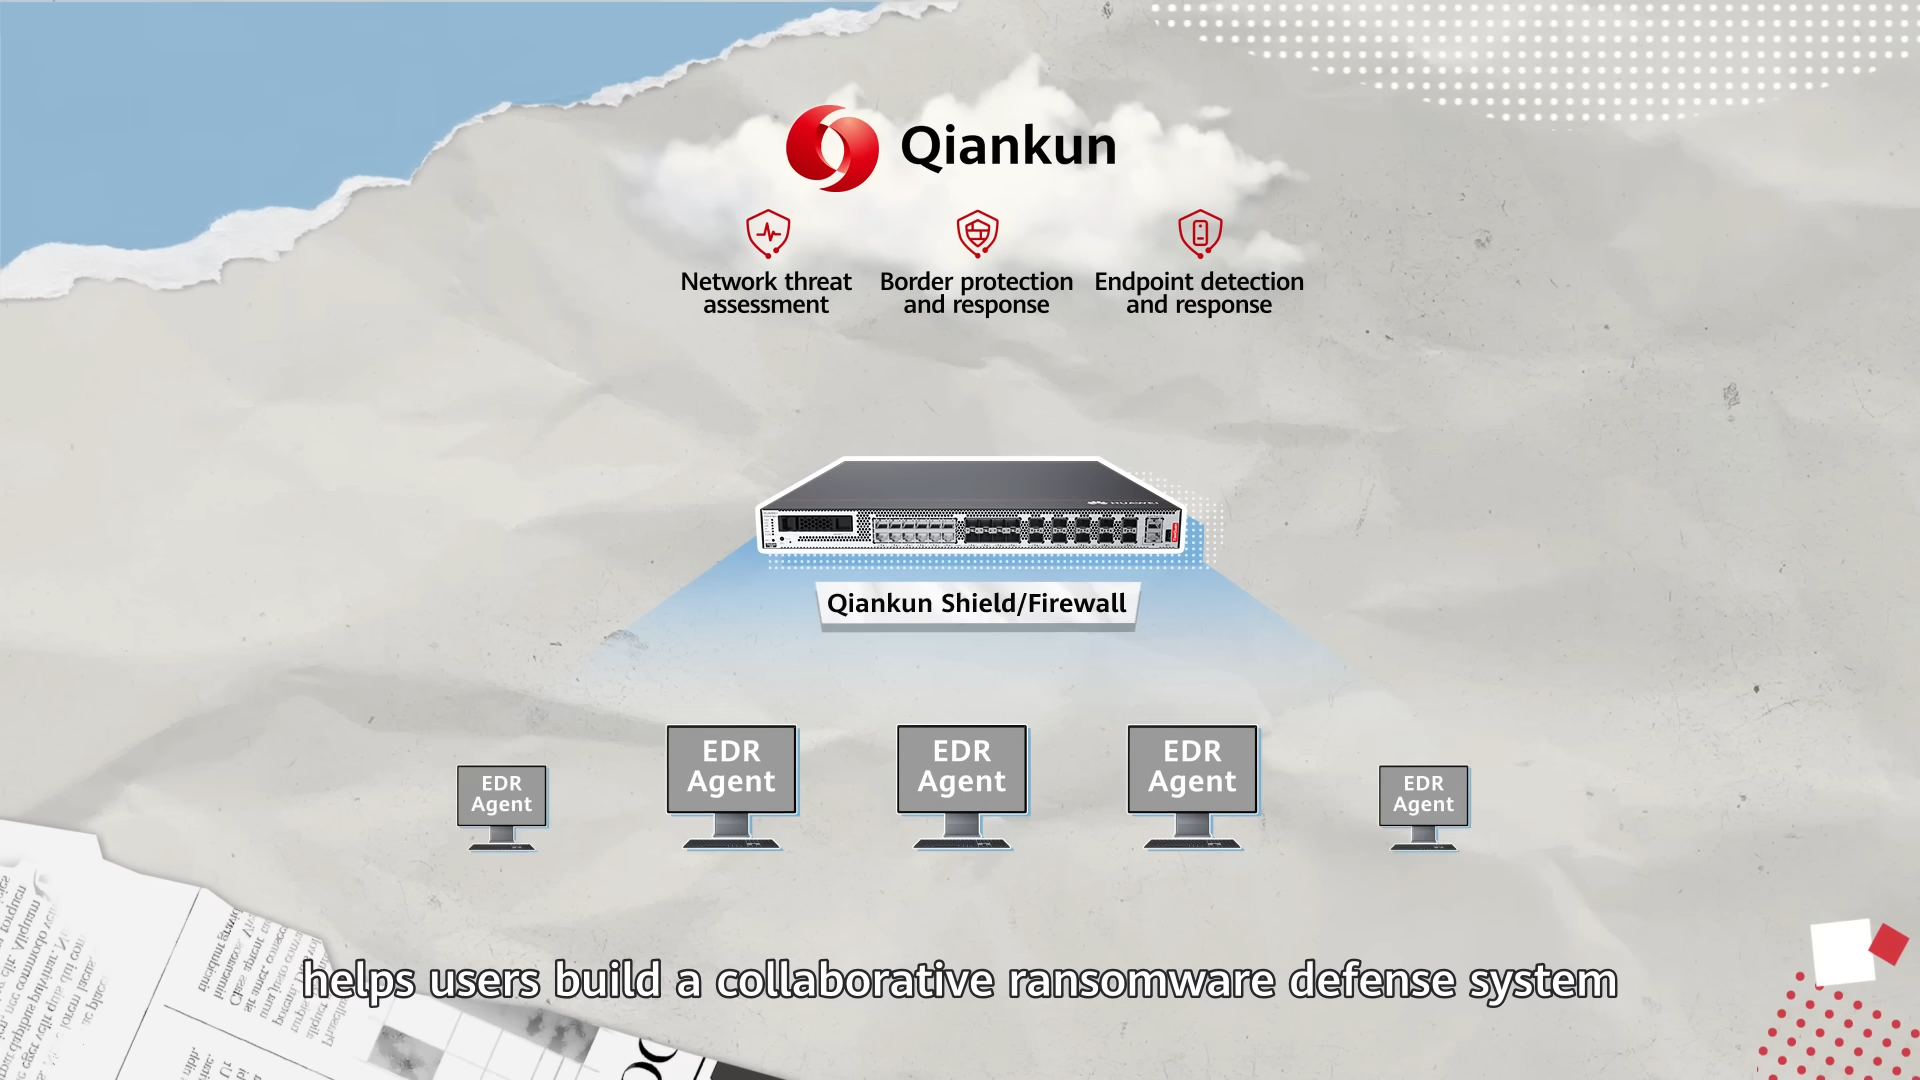 Qiankun
Network threat
assessment
Border protection
and response
Endpoint detection
and response
HUAWEI
Qiankun Shield/Firewall
EDR
Agent
EDR
Agent
EDR
Agent
EDR
Agent
EDR
Agent
helps users build a collaborative ransomware defense system